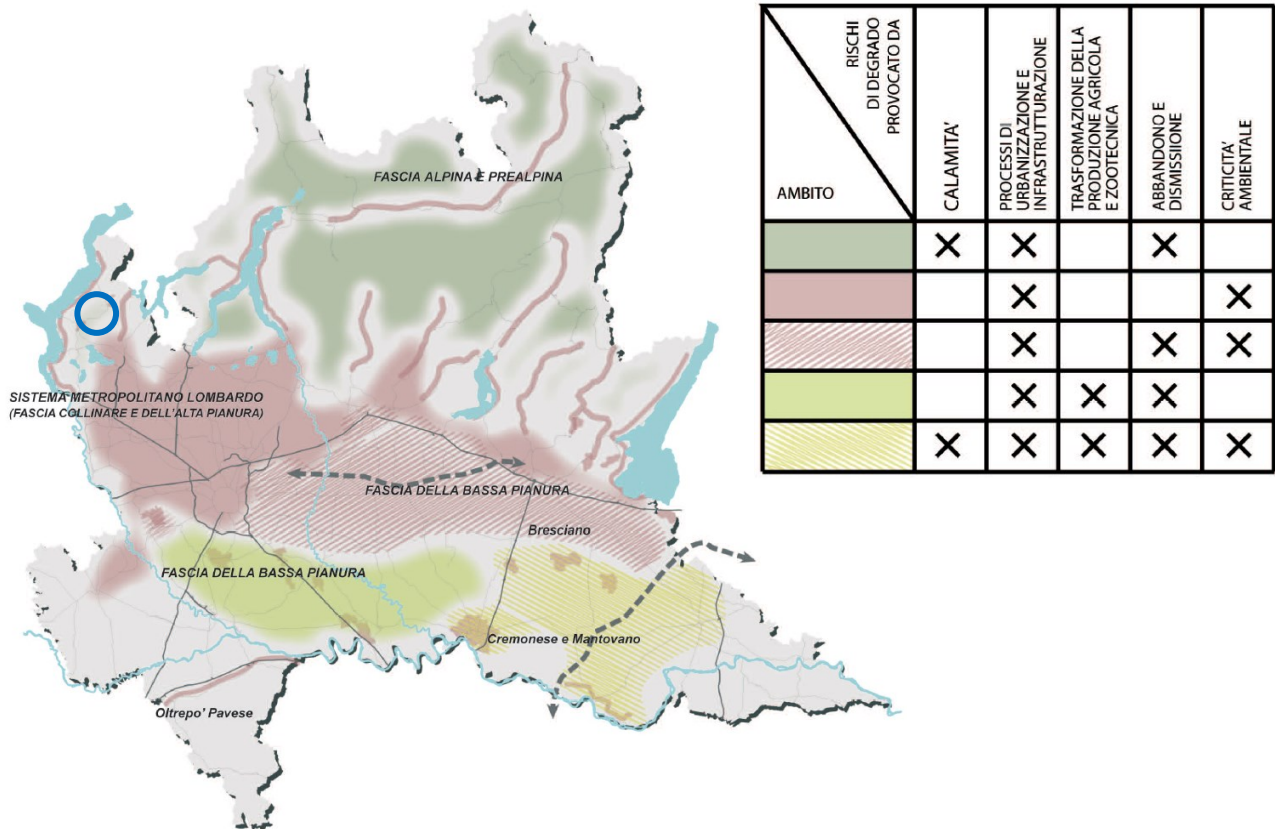 FASCIA ALPINA E PREALPINA
SISTEMA METROPOLITANO LOMBARDO
(FASCIA COLLINARE E DELL'ALTA PIANURA)
FASCIA DELLA BASSA PIANURA
Bresciano
FASCIA DELLA BASSA PIANURA
Cremonese e Mantovano
Oltrepo' Pavese
RISCHI
DI DEGRADO
PROVOCATO DA
AMBITO
CALAMITA'
PROCESSI DI
URBANIZZAZIONE E
INFRASTRUTTURAZIONE
TRASFORMAZIONE DELLA
PRODUZIONE AGRICOLA
E ZOOTECNICA
ABBANDONO E
DISMISSIIONE
CRITICITA'
AMBIENTALE